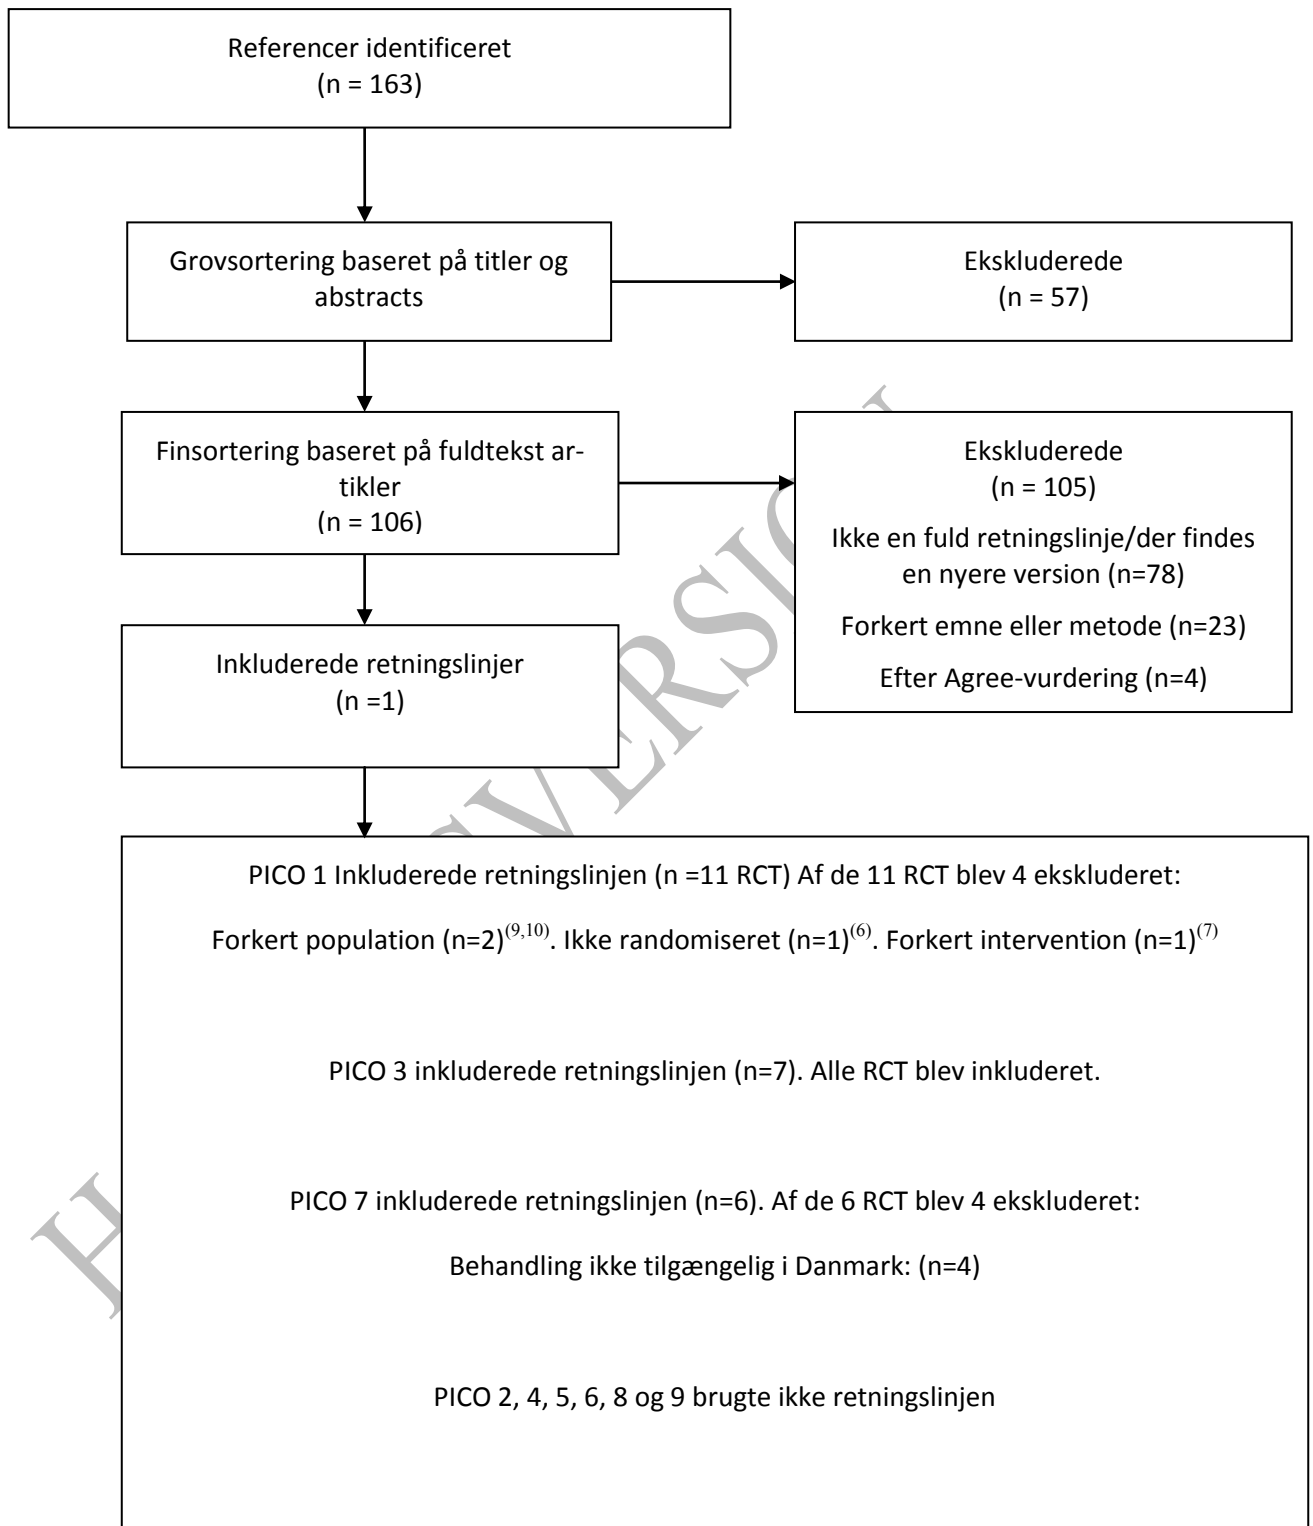 Referencer identificeret
(n = 163)
Grovsortering baseret på titler og
abstracts
Ekskluderede
(n = 57)
Finsortering baseret på fuldtekst ar-
tikler
(n = 106)
Ekskluderede
(n = 105)
Ikke en fuld retningslinje/der findes
en nyere version (n=78)
Forkert emne eller metode (n=23)
Efter Agree-vurdering (n=4)
Inkluderede retningslinjer
(n =1)
PICO 1 Inkluderede retningslinjen (n =11 RCT) Af de 11 RCT blev 4 ekskluderet:
Forkert population (n=2)(9,10). Ikke randomiseret (n=1)(6). Forkert intervention (n=1)(7)
PICO 3 inkluderede retningslinjen (n=7). Alle RCT blev inkluderet.
PICO 7 inkluderede retningslinjen (n=6). Af de 6 RCT blev 4 ekskluderet:
Behandling ikke tilgængelig i Danmark: (n=4)
PICO 2, 4, 5, 6, 8 og 9 brugte ikke retningslinjen